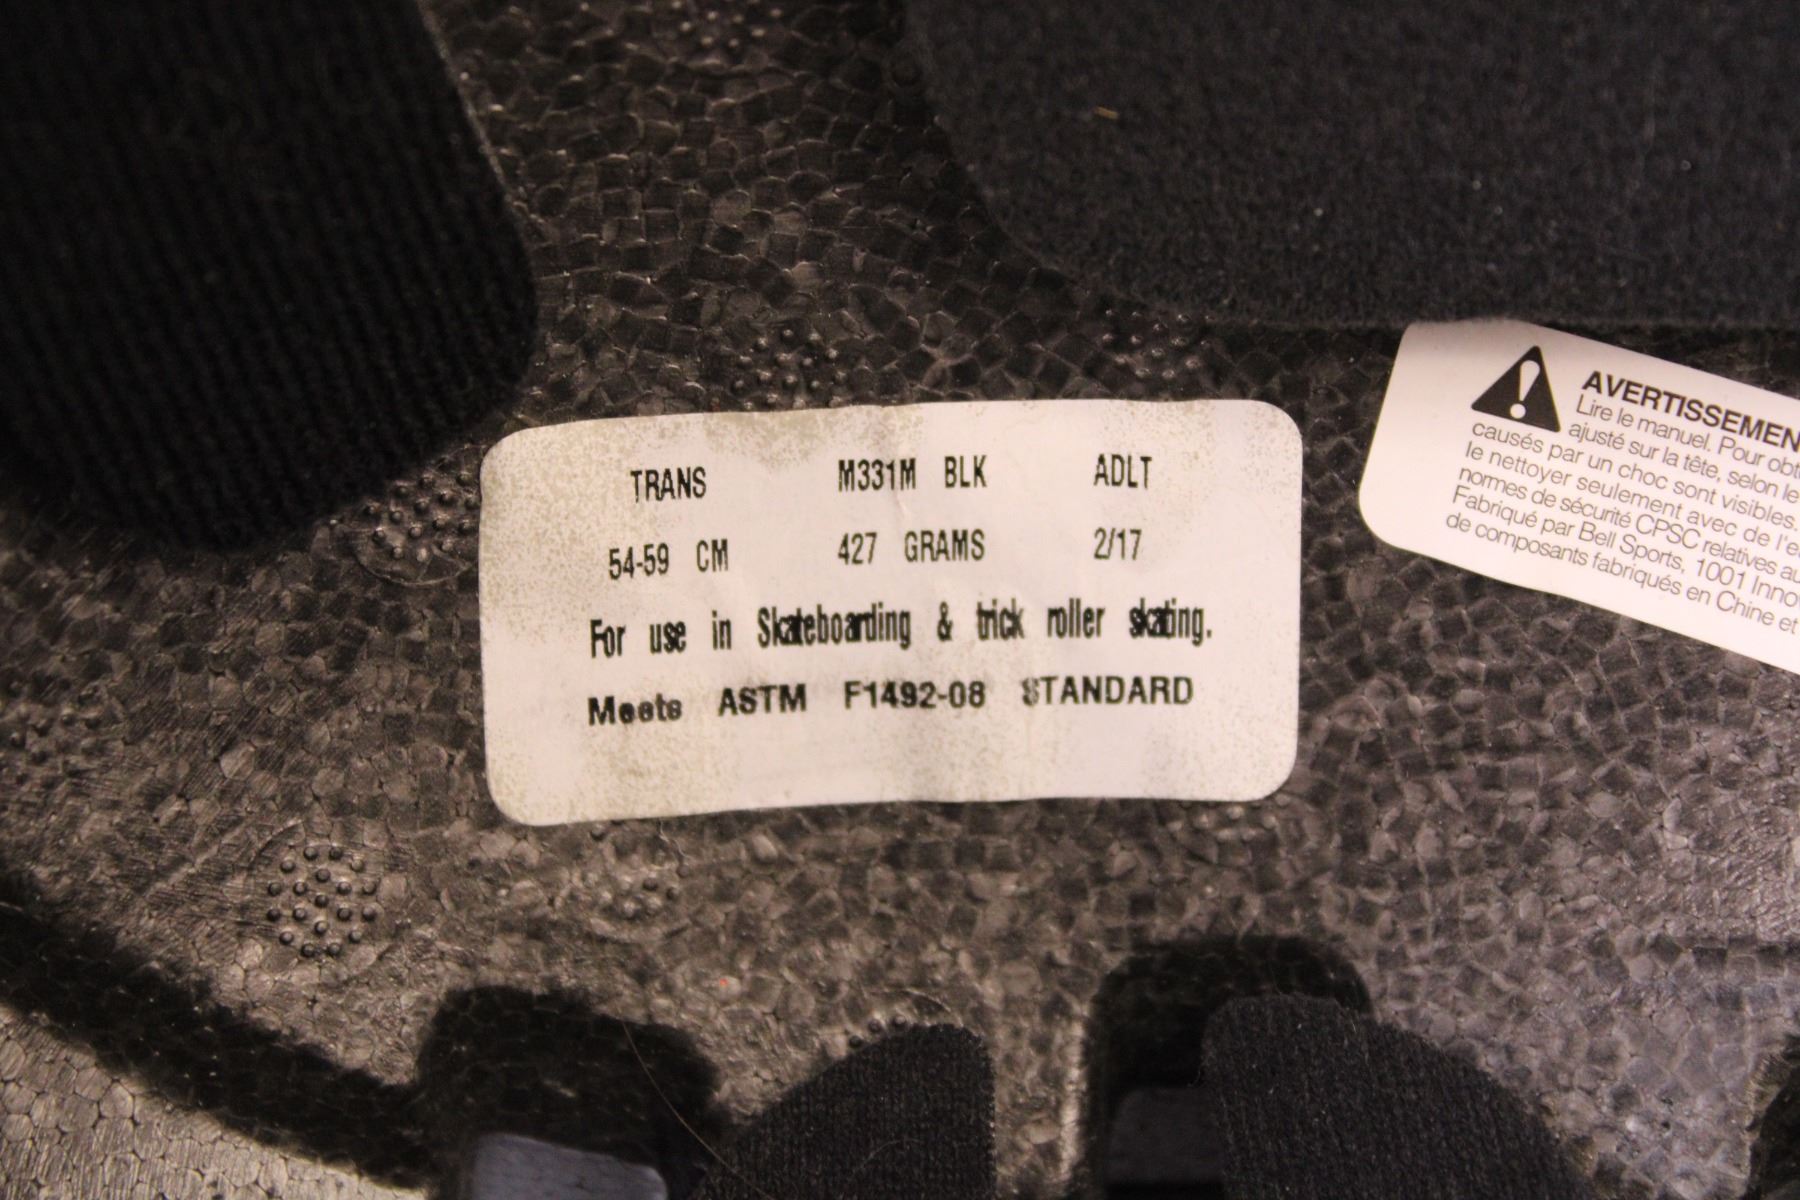 TRANS M331M BLK ADLT
54-59 CM 427 GRAMS 2/17
For use in Skateboarding & trick roller skating.
Meets ASTM F1492-08 STANDARD
AVERTISSEMEN
Lire le manuel. Pour obt
ajusté sur la tête, selon le
causés par un choc sont visibles.
le nettoyer seulement avec de l'e
normes de sécurité CPSC relatives au
Fabriqué par Bell Sports, 1001 Inno
de composants fabriqués en Chine et